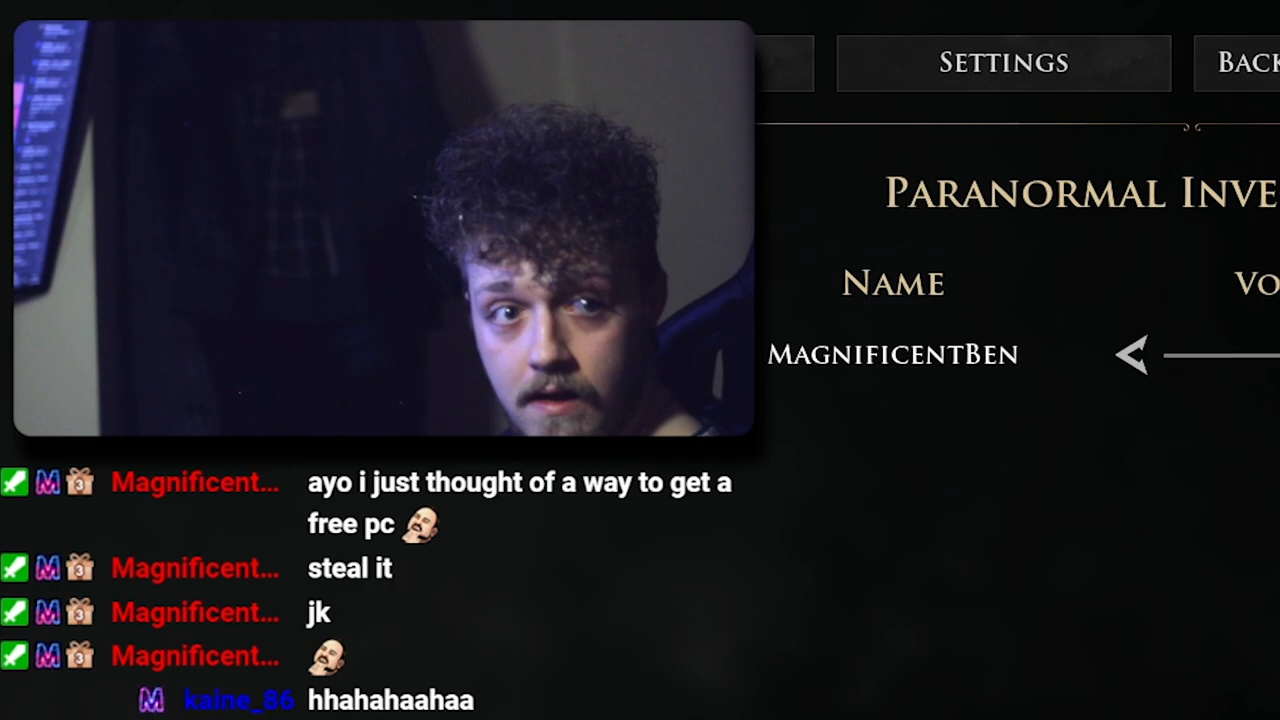 SETTINGS
BACK
PARANORMAL INVE
NAME
VO
MAGNIFICENTBEN
Magnificent... ayo i just thought of a way to get a
free pc
Magnificent... steal it
Magnificent... jk
Magnificent...
kaine_86 hhahahaahaa